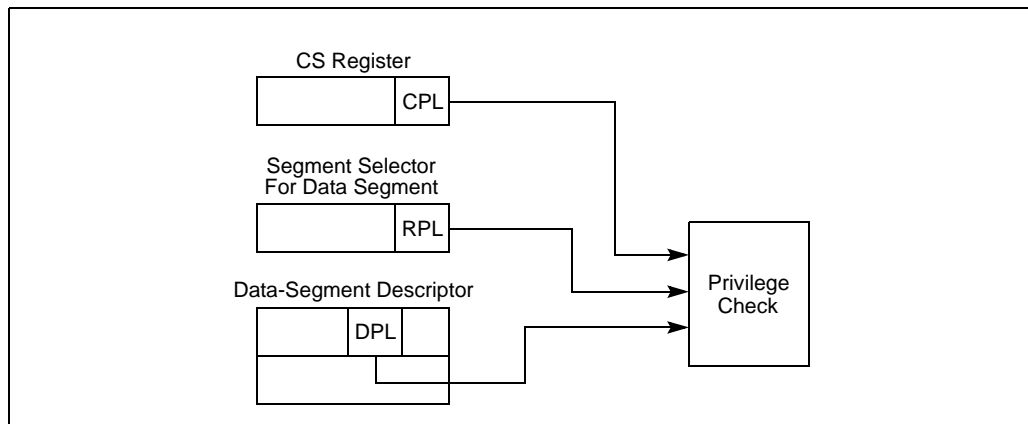 CS Register
CPL
Segment Selector
For Data Segment
RPL
Data-Segment Descriptor
DPL
Privilege
Check